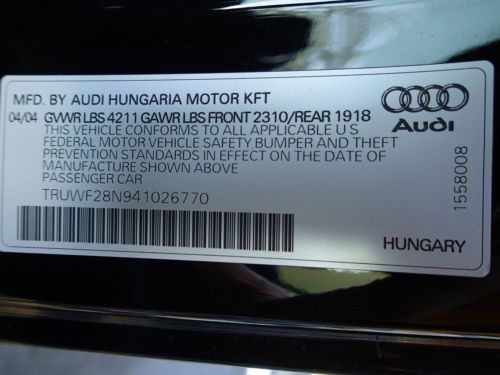 MFD. BY AUDI HUNGARIA MOTOR KFT
04/04 GVWR LBS 4211 GAWR LBS FRONT 2310/REAR 1918
THIS VEHICLE CONFORMS TO ALL APPLICABLE U S
FEDERAL MOTOR VEHICLE SAFETY BUMPER AND THEFT
PREVENTION STANDARDS IN EFFECT ON THE DATE OF
MANUFACTURE SHOWN ABOVE
PASSENGER CAR
TRUWF28N941026770
Audi
1558008
HUNGARY